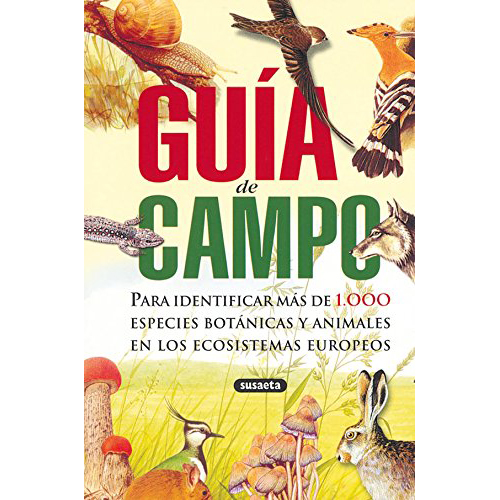 GUÍA
de
CAMPO
PARA IDENTIFICAR MÁS DE 1.000
ESPECIES BOTÁNICAS Y ANIMALES
EN LOS ECOSISTEMAS EUROPEOS
susaeta